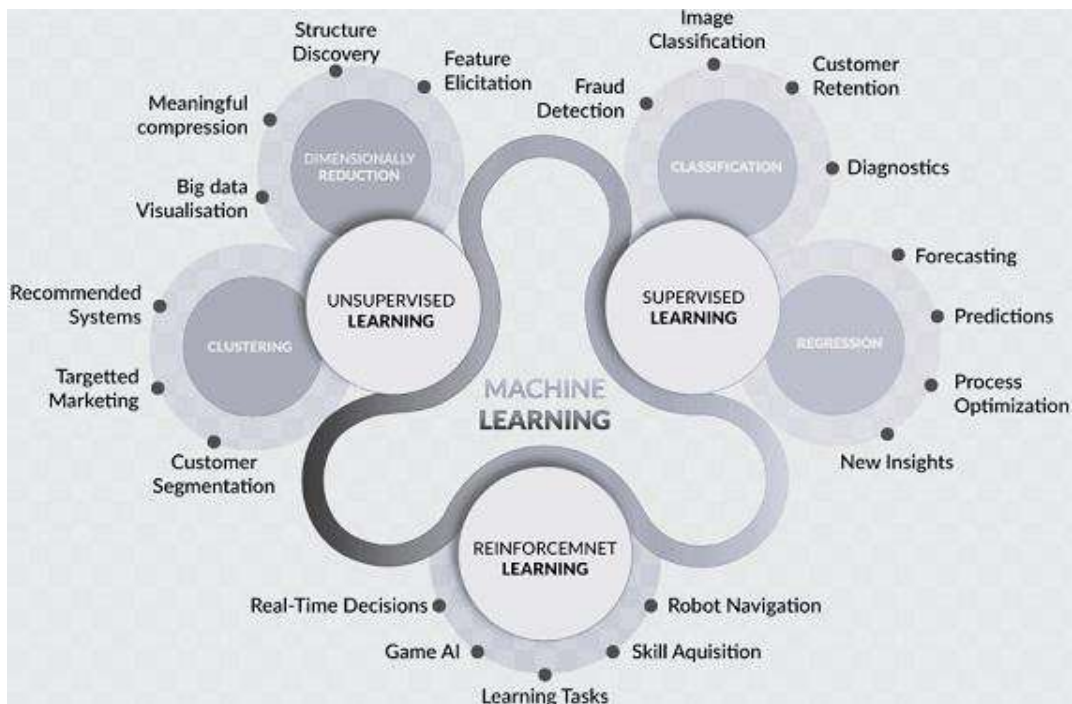 Structure
Discovery
Feature
Elicitation
Meaningful
compression
DIMENSIONALLY
REDUCTION
Big data
Visualisation
Recommended
Systems
CLUSTERING
Targetted
Marketing
Customer
Segmentation
UNSUPERVISED
LEARNING
Image
Classification
Customer
Retention
Fraud
Detection
CLASSIFICATION
Diagnostics
SUPERVISED
LEARNING
Forecasting
Predictions
REGRESSION
Process
Optimization
New Insights
MACHINE
LEARNING
REINFORCEMNET
LEARNING
Real-Time Decisions
Robot Navigation
Game AI
Skill Aquisition
Learning Tasks